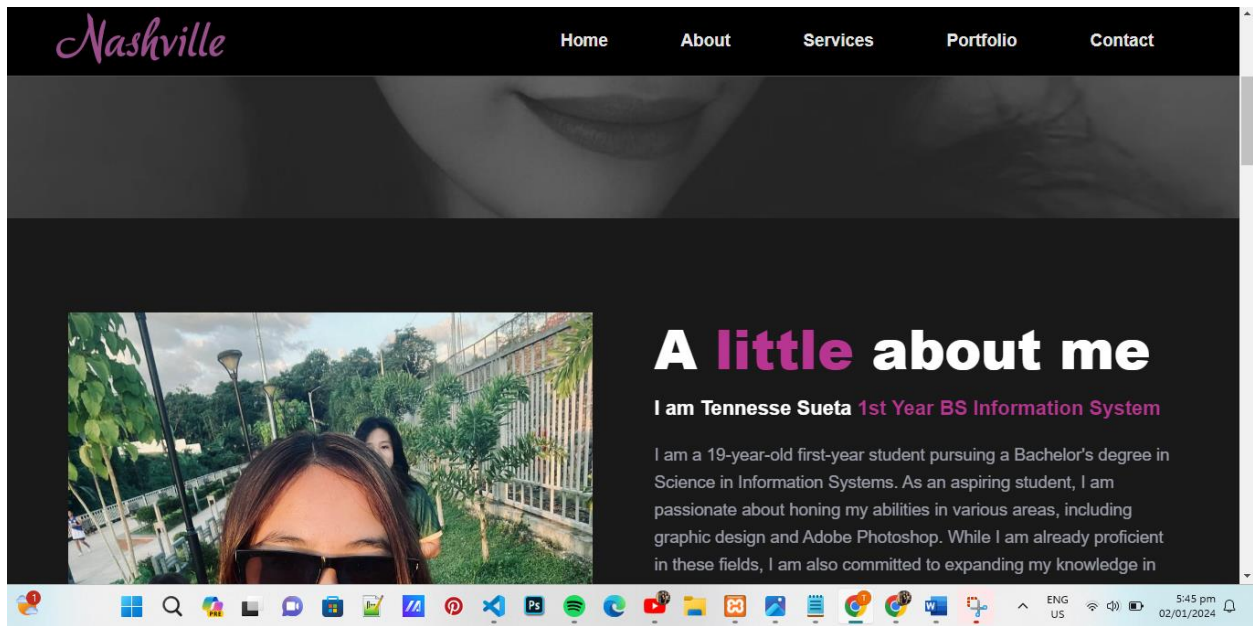 Nashville
Home About Services Portfolio Contact
A little about me
I am Tennesse Sueta 1st Year BS Information System
I am a 19-year-old first-year student pursuing a Bachelor's degree in
Science in Information Systems. As an aspiring student, I am
passionate about honing my abilities in various areas, including
graphic design and Adobe Photoshop. While I am already proficient
in these fields, I am also committed to expanding my knowledge in
1
PRE
Ps
W
T
ENG
US
5:45 pm
02/01/2024